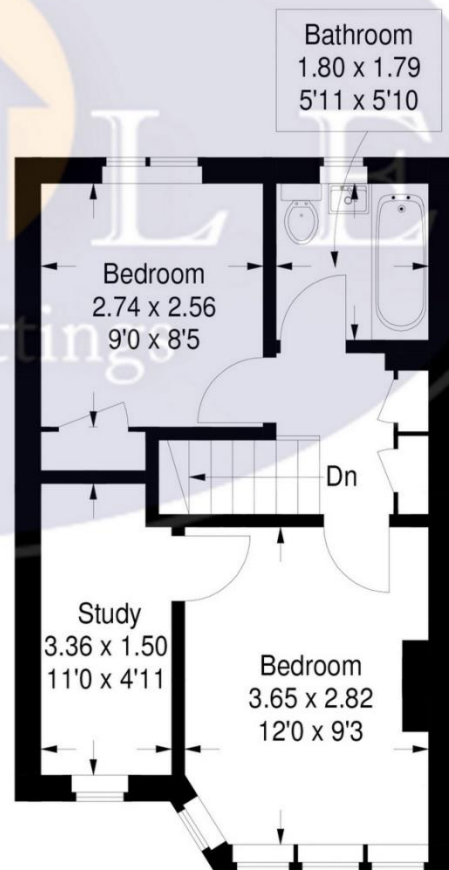 Bathroom
1.80 x 1.79
5'11 x 5'10
L E
Bedroom
2.74 x 2.56
9'0 x 8'5
ttings
Dn
Study
3.36 x 1.50
11'0 x 4'11
Bedroom
3.65 x 2.82
12'0 x 9'3